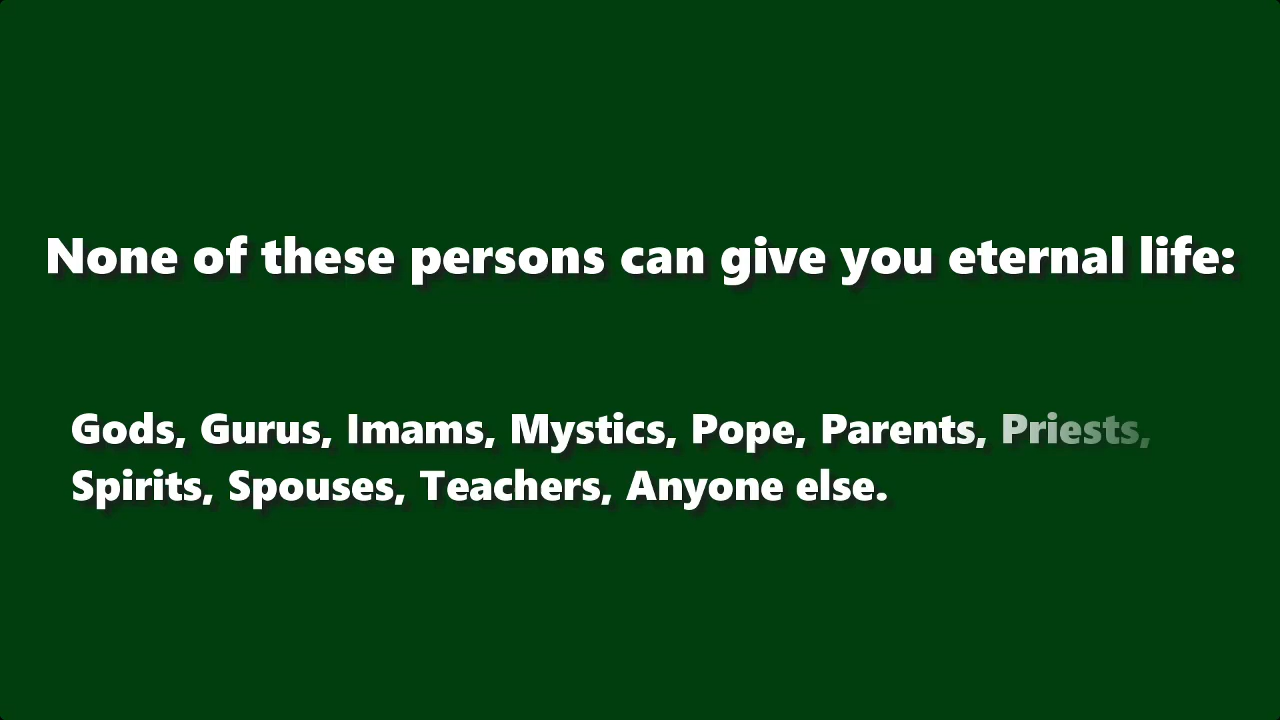 None of these persons can give you eternal life:
Gods, Gurus, Imams, Mystics, Pope, Parents, Priests,
Spirits, Spouses, Teachers, Anyone else.